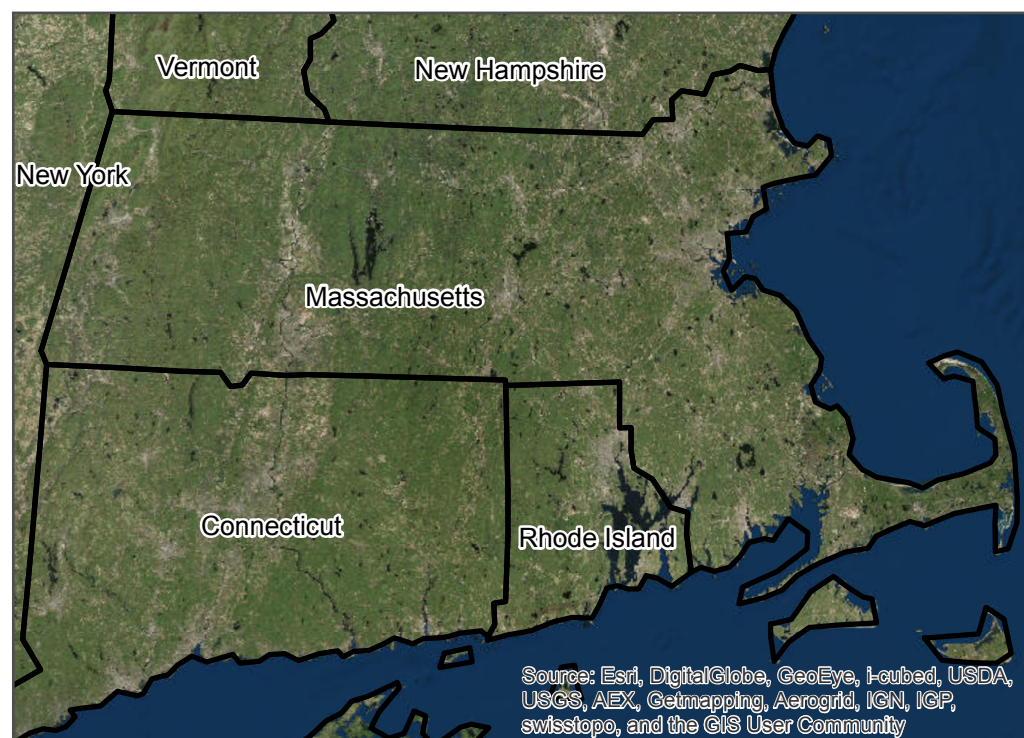 Vermont
New Hampshire
New York
Massachusetts
Connecticut
Rhode Island
Source: Esri, DigitalGlobe, GeoEye, i-cubed, USDA,
USGS, AEX, Getmapping, Aerogrid, IGN, IGP,
swisstopo, and the GIS User Community